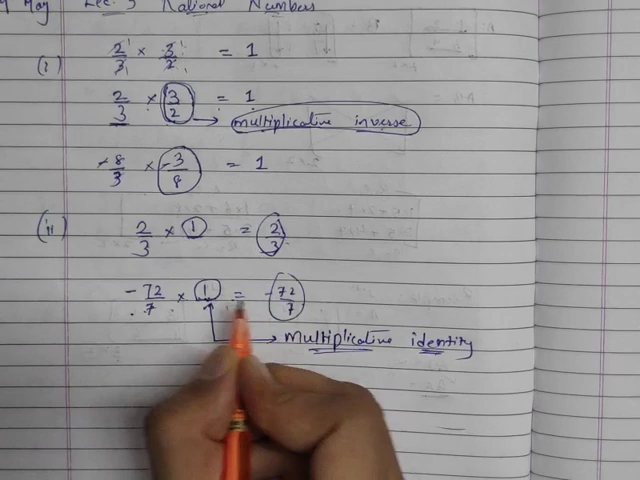 May Lec. 3 Rational Numbers
(i) 2/3 × 3/2 = 1
2/3 × 3/2 = 1
multiplicative inverse
-8/3 × -3/8 = 1
(ii) 2/3 × 1 = 2/3
-72/7 × 1 = -72/7
multiplicative identity